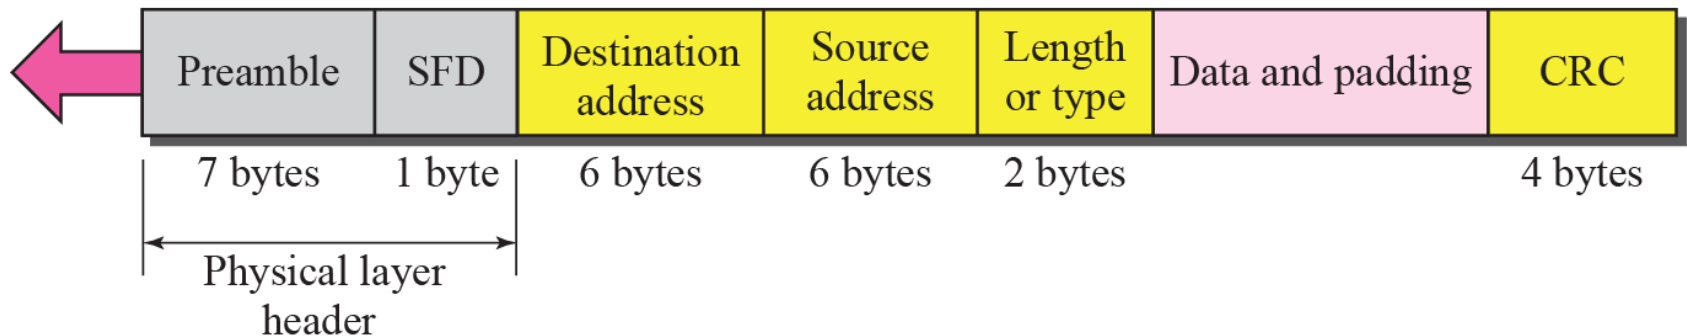 Preamble
SFD
Destination
address
Source
address
Length
or type
Data and padding
CRC
7 bytes
1 byte
6 bytes
6 bytes
2 bytes
4 bytes
Physical layer
header